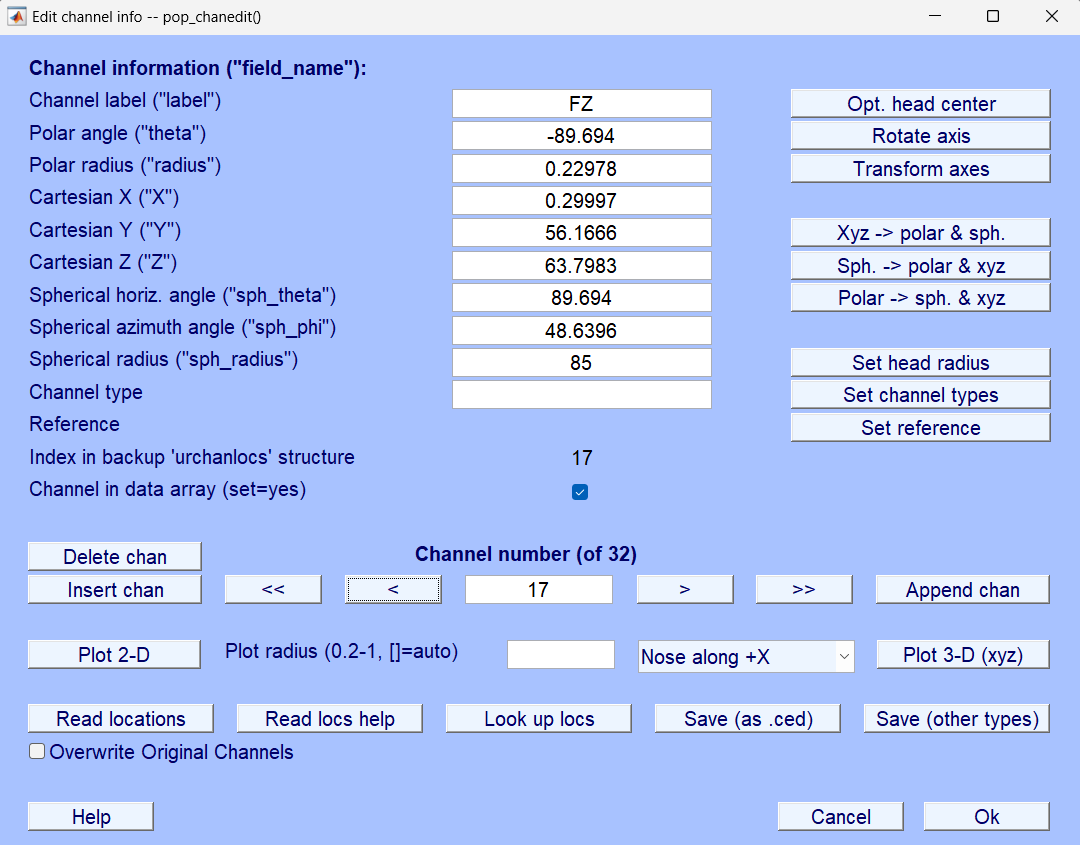 Edit channel info -- pop_chanedit()
Channel information ("field_name"):
Channel label ("label") FZ Opt. head center
Polar angle ("theta") -89.694 Rotate axis
Polar radius ("radius") 0.22978 Transform axes
Cartesian X ("X") 0.29997
Cartesian Y ("Y") 56.1666 Xyz -> polar & sph.
Cartesian Z ("Z") 63.7983 Sph. -> polar & xyz
Spherical horiz. angle ("sph_theta") 89.694 Polar -> sph. & xyz
Spherical azimuth angle ("sph_phi") 48.6396
Spherical radius ("sph_radius") 85 Set head radius
Channel type Set channel types
Reference Set reference
Index in backup 'urchanlocs' structure 17
Channel in data array (set=yes)
Delete chan Channel number (of 32)
Insert chan << < 17 > >> Append chan
Plot 2-D Plot radius (0.2-1, []=auto) Nose along +X Plot 3-D (xyz)
Read locations Read locs help Look up locs Save (as .ced) Save (other types)
Overwrite Original Channels
Help Cancel Ok